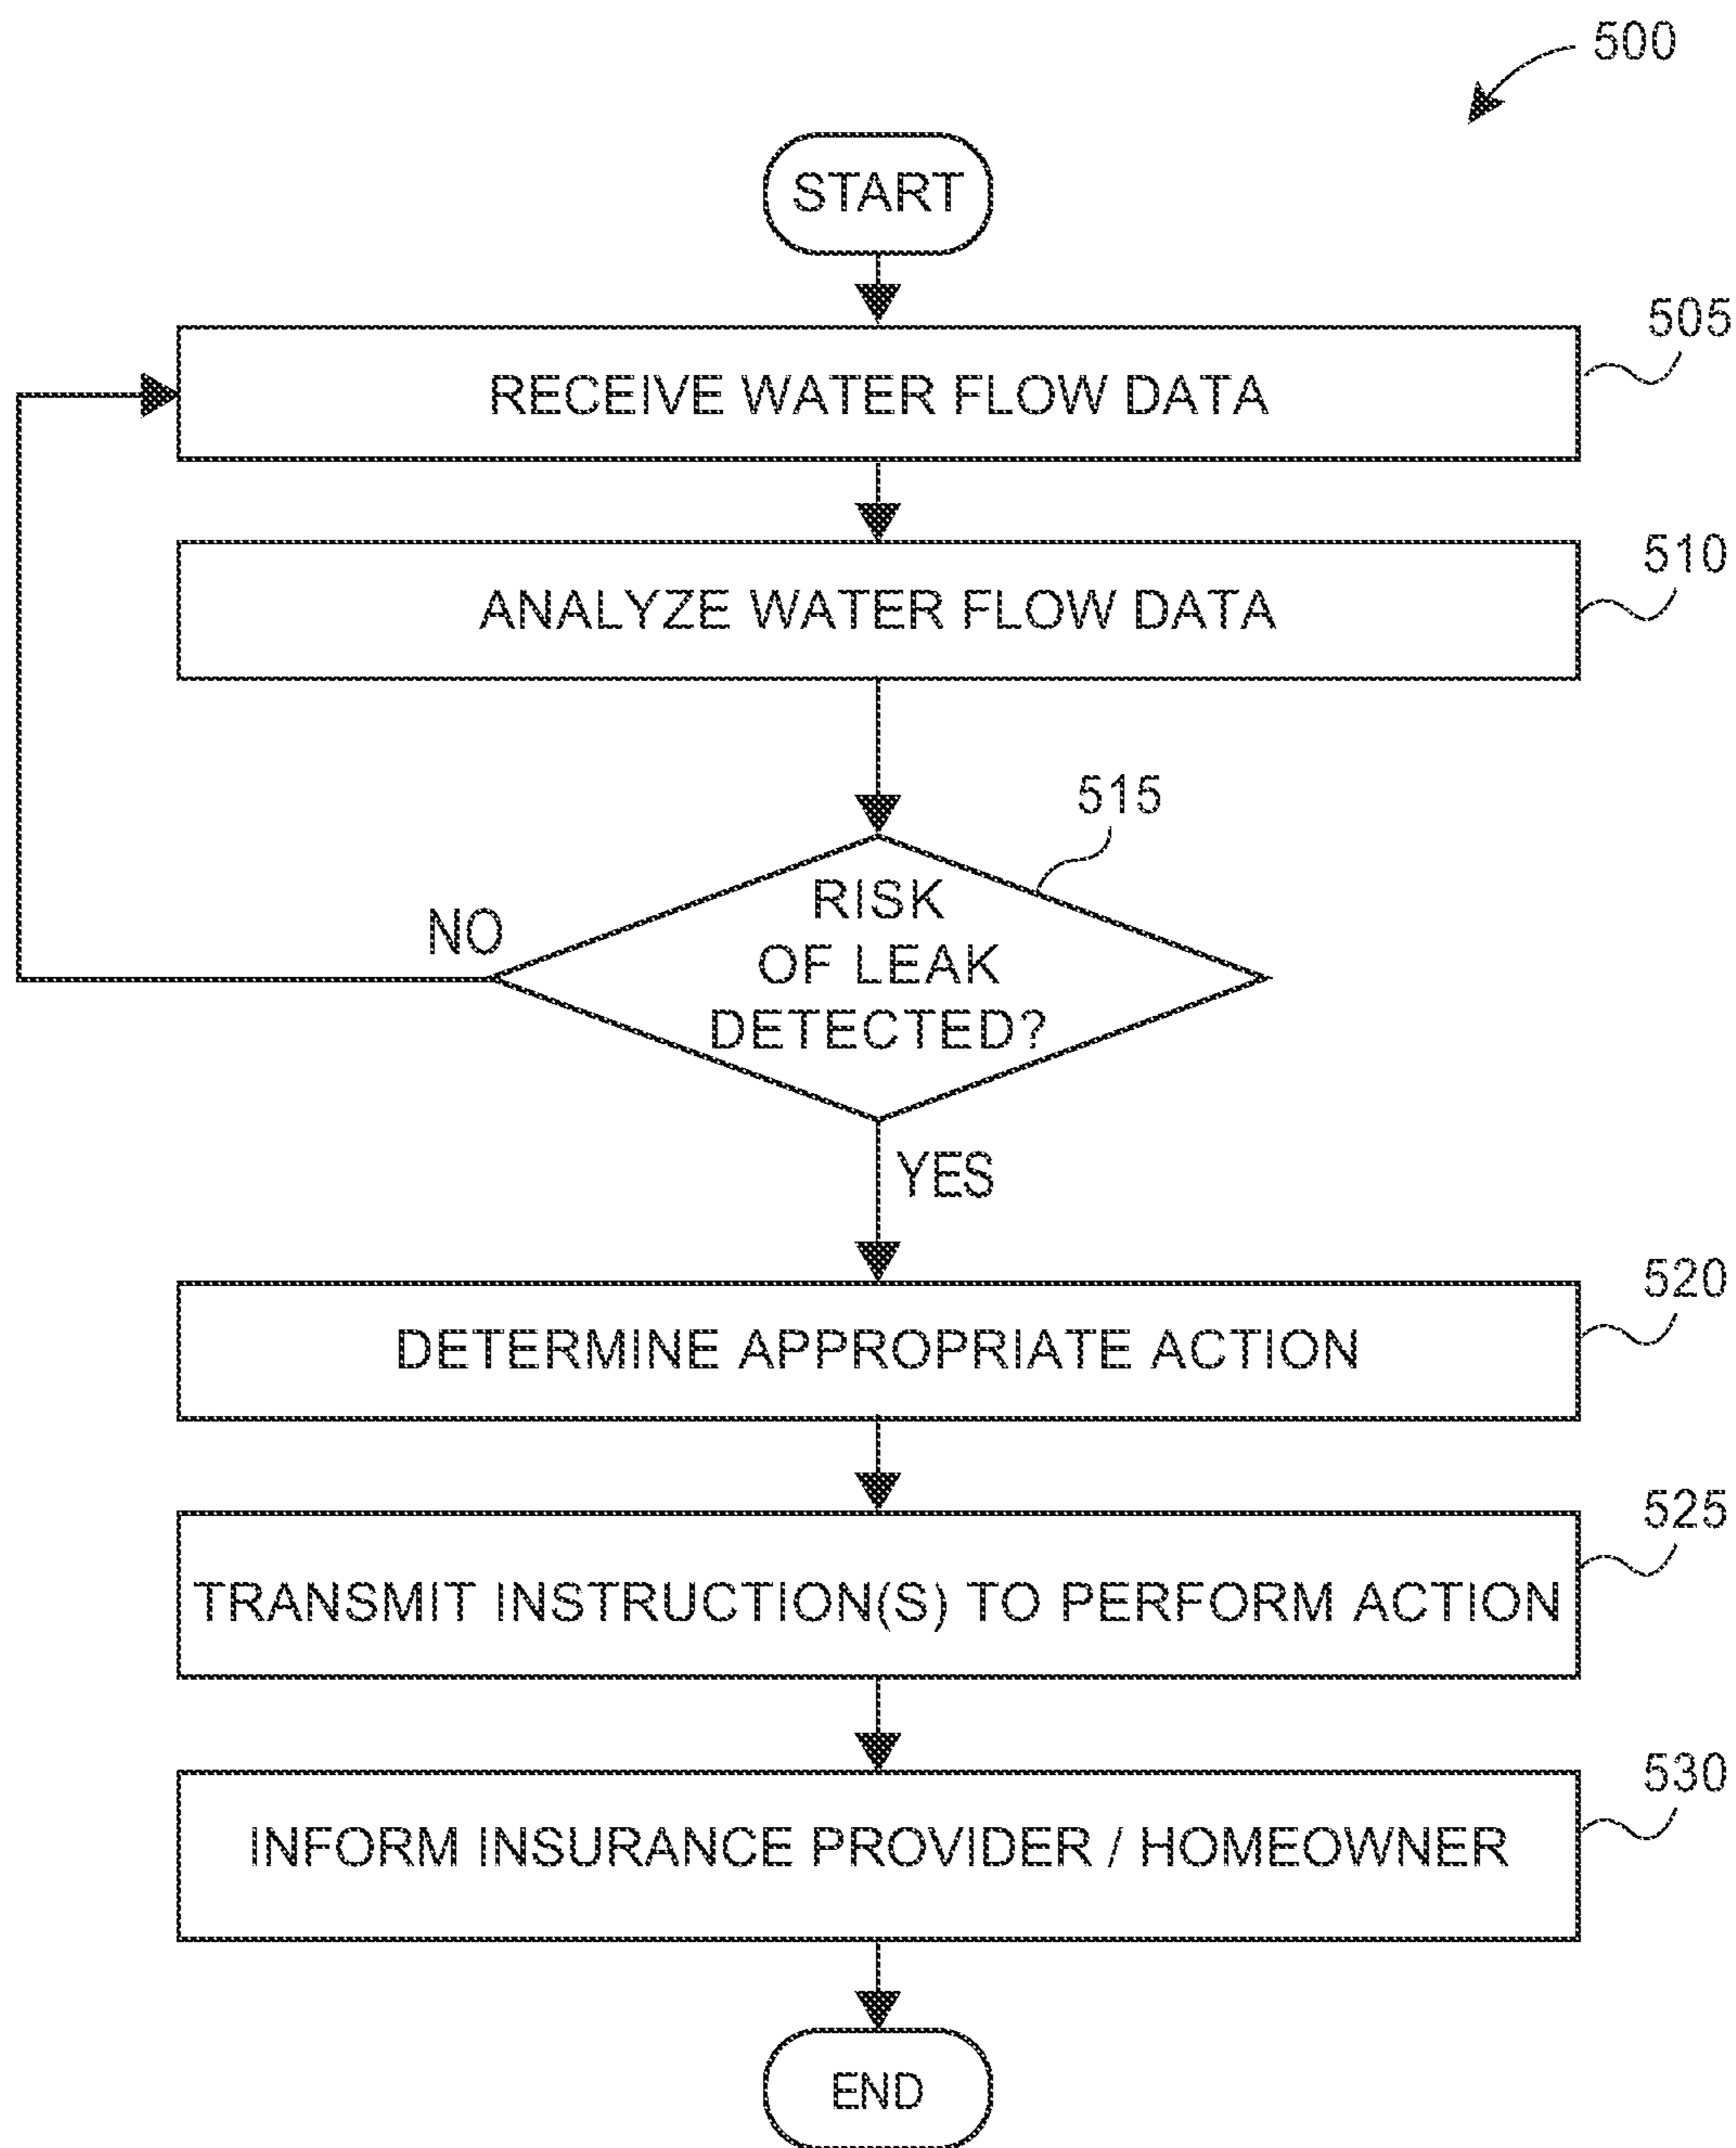 500
START
505
RECEIVE WATER FLOW DATA
510
ANALYZE WATER FLOW DATA
515
RISK
OF LEAK
DETECTED?
NO
YES
520
DETERMINE APPROPRIATE ACTION
525
TRANSMIT INSTRUCTION(S) TO PERFORM ACTION
530
INFORM INSURANCE PROVIDER / HOMEOWNER
END